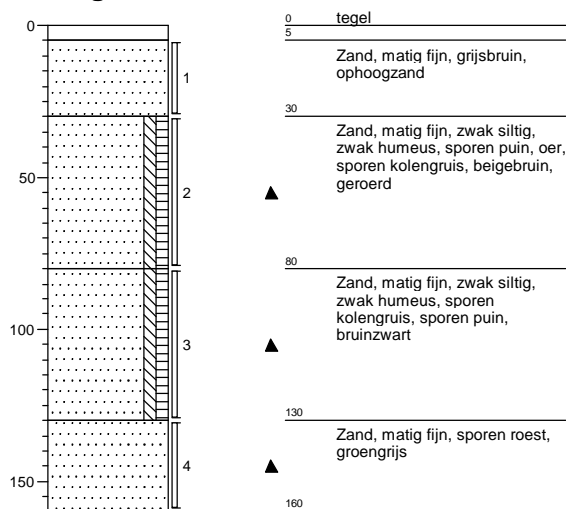 0
50
100
150
1
2
3
4
0 tegel
5
Zand, matig fijn, grijsbruin,
ophoogzand
30
Zand, matig fijn, zwak siltig,
zwak humeus, sporen puin, oer,
sporen kolengruis, beigebruin,
geroerd
80
Zand, matig fijn, zwak siltig,
zwak humeus, sporen
kolengruis, sporen puin,
bruinzwart
130
Zand, matig fijn, sporen roest,
groengrijs
160